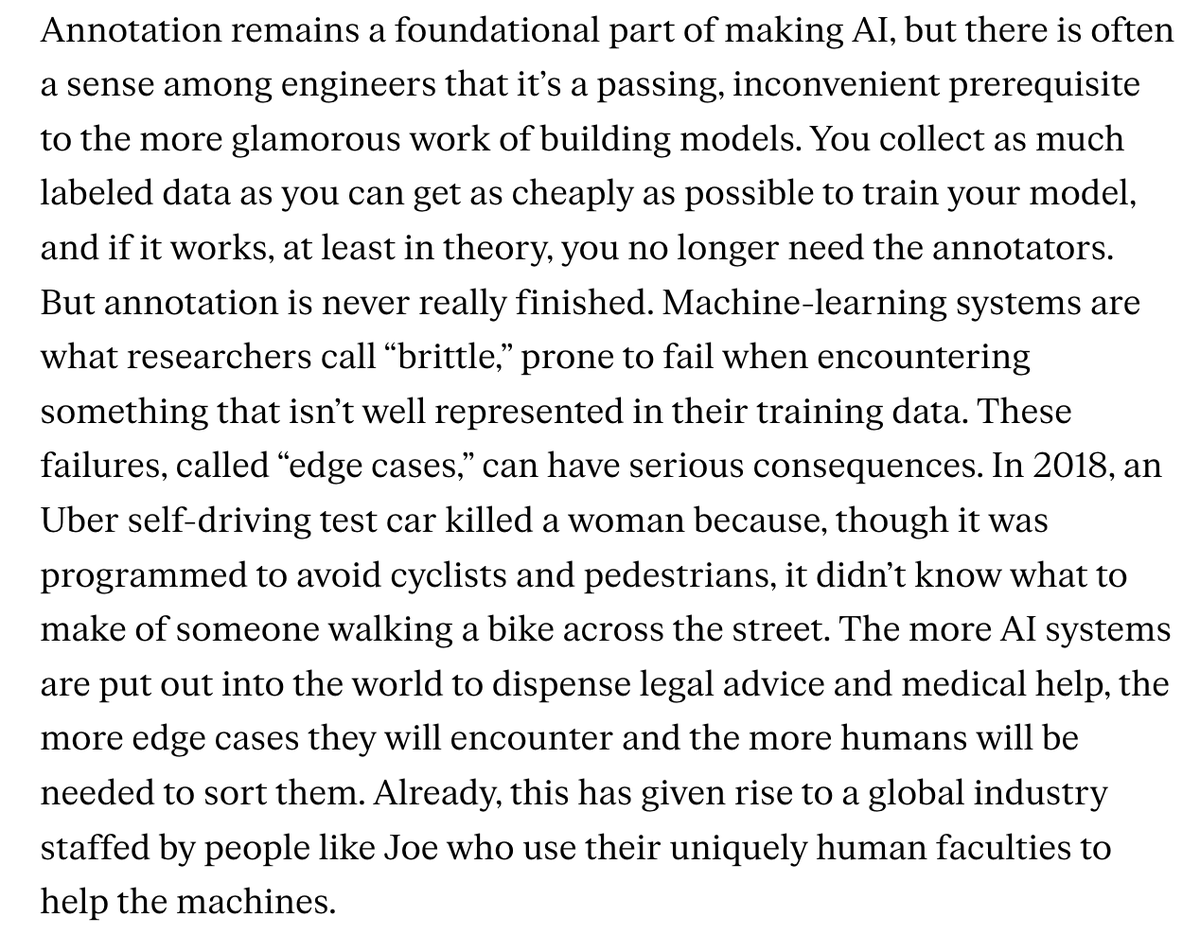 Annotation remains a foundational part of making AI, but there is often
a sense among engineers that it’s a passing, inconvenient prerequisite
to the more glamorous work of building models. You collect as much
labeled data as you can get as cheaply as possible to train your model,
and if it works, at least in theory, you no longer need the annotators.
But annotation is never really finished. Machine-learning systems are
what researchers call “brittle,” prone to fail when encountering
something that isn’t well represented in their training data. These
failures, called “edge cases,” can have serious consequences. In 2018, an
Uber self-driving test car killed a woman because, though it was
programmed to avoid cyclists and pedestrians, it didn’t know what to
make of someone walking a bike across the street. The more AI systems
are put out into the world to dispense legal advice and medical help, the
more edge cases they will encounter and the more humans will be
needed to sort them. Already, this has given rise to a global industry
staffed by people like Joe who use their uniquely human faculties to
help the machines.